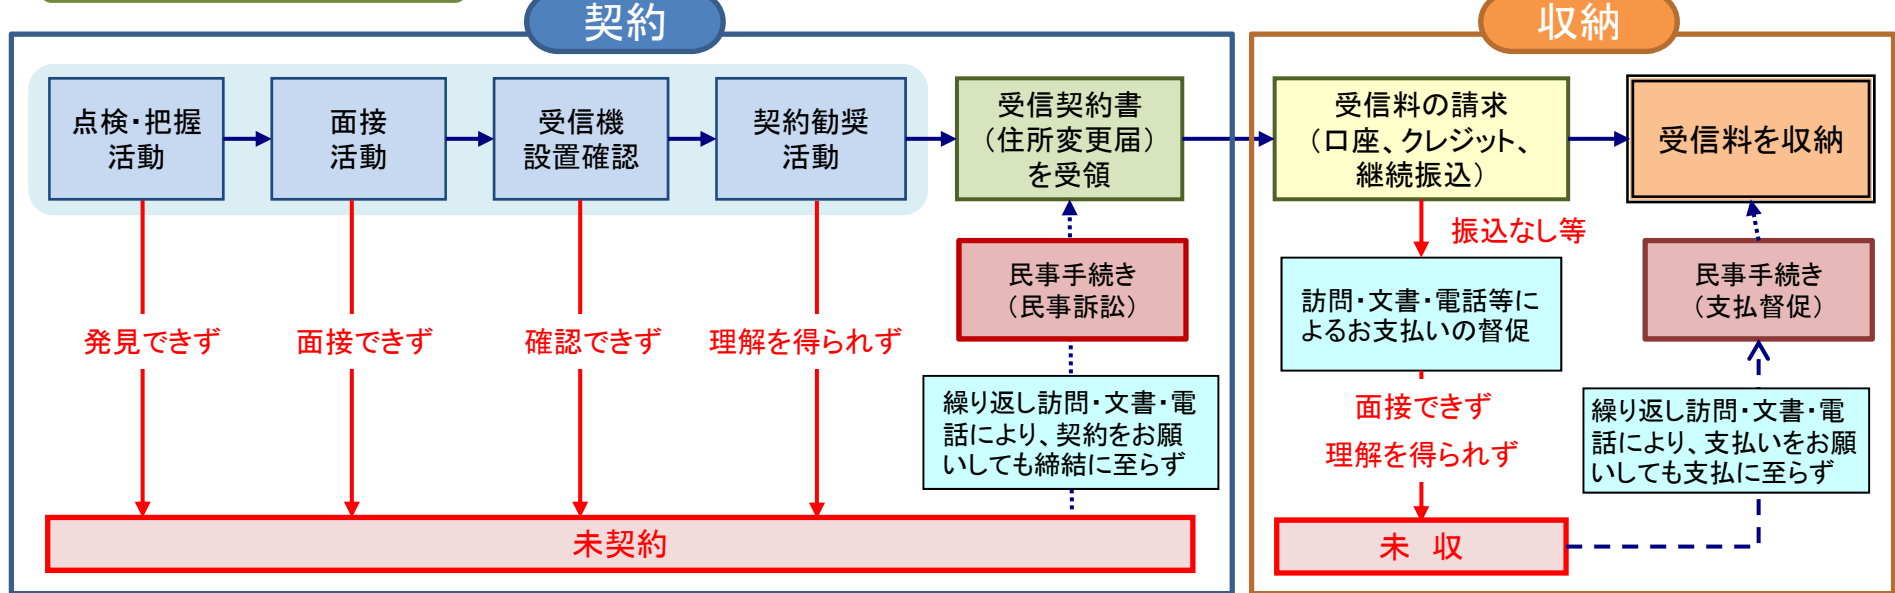 契約
点検・把握
活動
面接
活動
受信機
設置確認
契約勧奨
活動
受信契約書
（住所変更届）
を受領
発見できず
面接できず
確認できず
理解を得られず
民事手続き
（民事訴訟）
繰り返し訪問・文書・電
話により、契約をお願
いしても締結に至らず
未契約
収納
受信料の請求
（口座、クレジット、
継続振込）
受信料を収納
振込なし等
訪問・文書・電話等に
よるお支払いの督促
民事手続き
（支払督促）
面接できず
理解を得られず
繰り返し訪問・文書・電
話により、支払いをお願
いしても支払に至らず
未 収